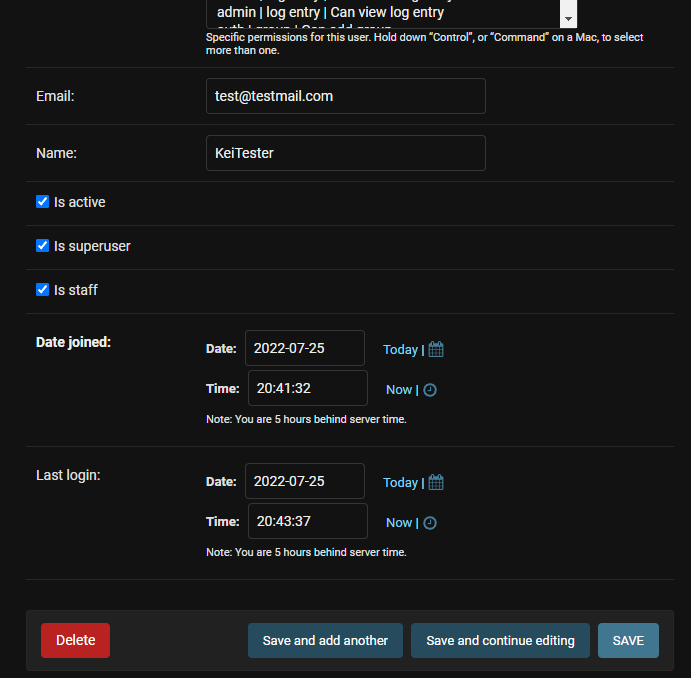 admin | log entry | Can view log entry
Specific permissions for this user. Hold down “Control”, or “Command” on a Mac, to select
more than one.
Email:
test@testmail.com
Name:
KeiTester
Is active
Is superuser
Is staff
Date joined:
Date:
2022-07-25
Today |
Time:
20:41:32
Now |
Note: You are 5 hours behind server time.
Last login:
Date:
2022-07-25
Today |
Time:
20:43:37
Now |
Note: You are 5 hours behind server time.
Delete
Save and add another
Save and continue editing
SAVE